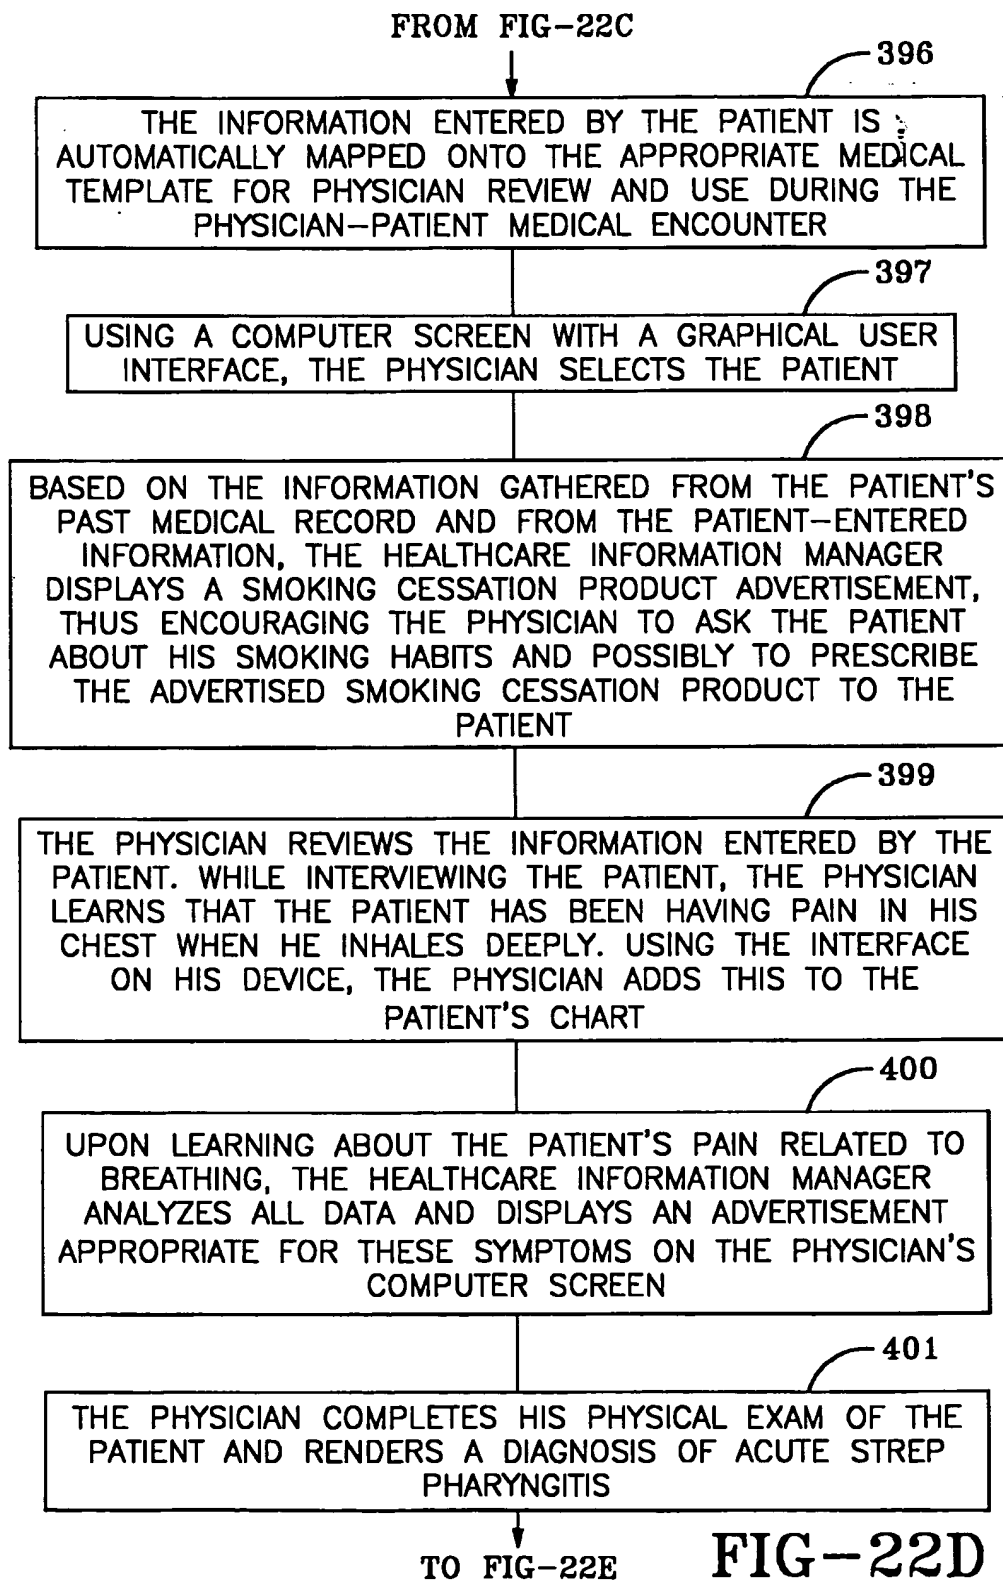 FROM FIG-22C
396
THE INFORMATION ENTERED BY THE PATIENT IS
AUTOMATICALLY MAPPED ONTO THE APPROPRIATE MEDICAL
TEMPLATE FOR PHYSICIAN REVIEW AND USE DURING THE
PHYSICIAN-PATIENT MEDICAL ENCOUNTER
397
USING A COMPUTER SCREEN WITH A GRAPHICAL USER
INTERFACE, THE PHYSICIAN SELECTS THE PATIENT
398
BASED ON THE INFORMATION GATHERED FROM THE PATIENT'S
PAST MEDICAL RECORD AND FROM THE PATIENT-ENTERED
INFORMATION, THE HEALTHCARE INFORMATION MANAGER
DISPLAYS A SMOKING CESSATION PRODUCT ADVERTISEMENT,
THUS ENCOURAGING THE PHYSICIAN TO ASK THE PATIENT
ABOUT HIS SMOKING HABITS AND POSSIBLY TO PRESCRIBE
THE ADVERTISED SMOKING CESSATION PRODUCT TO THE
PATIENT
399
THE PHYSICIAN REVIEWS THE INFORMATION ENTERED BY THE
PATIENT. WHILE INTERVIEWING THE PATIENT, THE PHYSICIAN
LEARNS THAT THE PATIENT HAS BEEN HAVING PAIN IN HIS
CHEST WHEN HE INHALES DEEPLY. USING THE INTERFACE
ON HIS DEVICE, THE PHYSICIAN ADDS THIS TO THE
PATIENT'S CHART
400
UPON LEARNING ABOUT THE PATIENT'S PAIN RELATED TO
BREATHING, THE HEALTHCARE INFORMATION MANAGER
ANALYZES ALL DATA AND DISPLAYS AN ADVERTISEMENT
APPROPRIATE FOR THESE SYMPTOMS ON THE PHYSICIAN'S
COMPUTER SCREEN
401
THE PHYSICIAN COMPLETES HIS PHYSICAL EXAM OF THE
PATIENT AND RENDERS A DIAGNOSIS OF ACUTE STREP
PHARYNGITIS
TO FIG-22E
FIG-22D